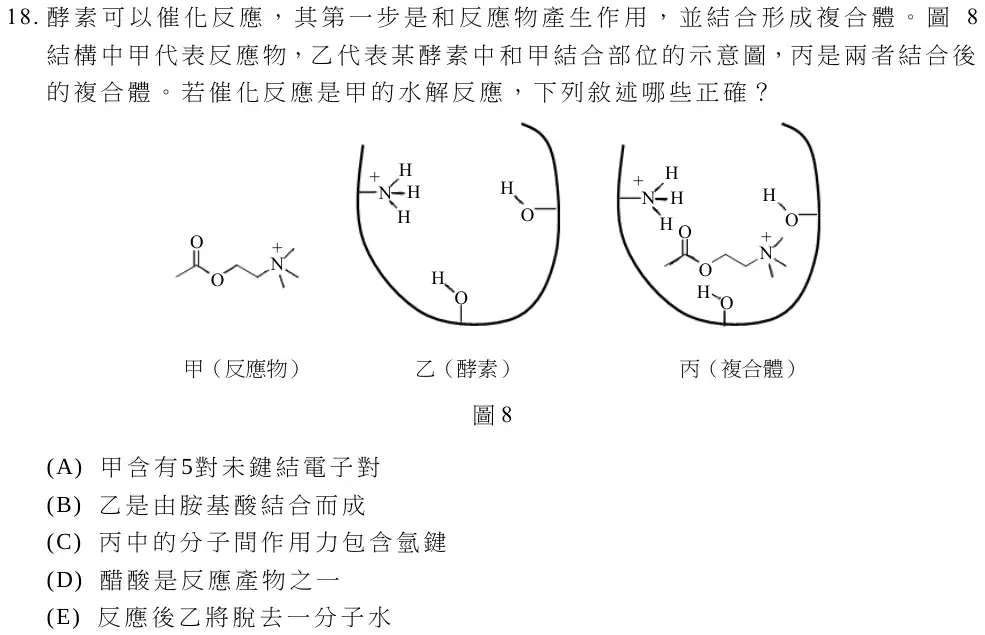 18. 酵素可以催化反應，其第一步是和反應物產生作用，並結合形成複合體。圖 8
結構中甲代表反應物，乙代表某酵素中和甲結合部位的示意圖，丙是兩者結合後
的複合體。若催化反應是甲的水解反應，下列敘述哪些正確？
+ N H H H
H O
H O
O O + N
+ N H H H
H O
O O + N
H O
甲（反應物） 乙（酵素） 丙（複合體）
圖 8
(A) 甲含有5對未鍵結電子對
(B) 乙是由胺基酸結合而成
(C) 丙中的分子間作用力包含氫鍵
(D) 醋酸是反應產物之一
(E) 反應後乙將脫去一分子水